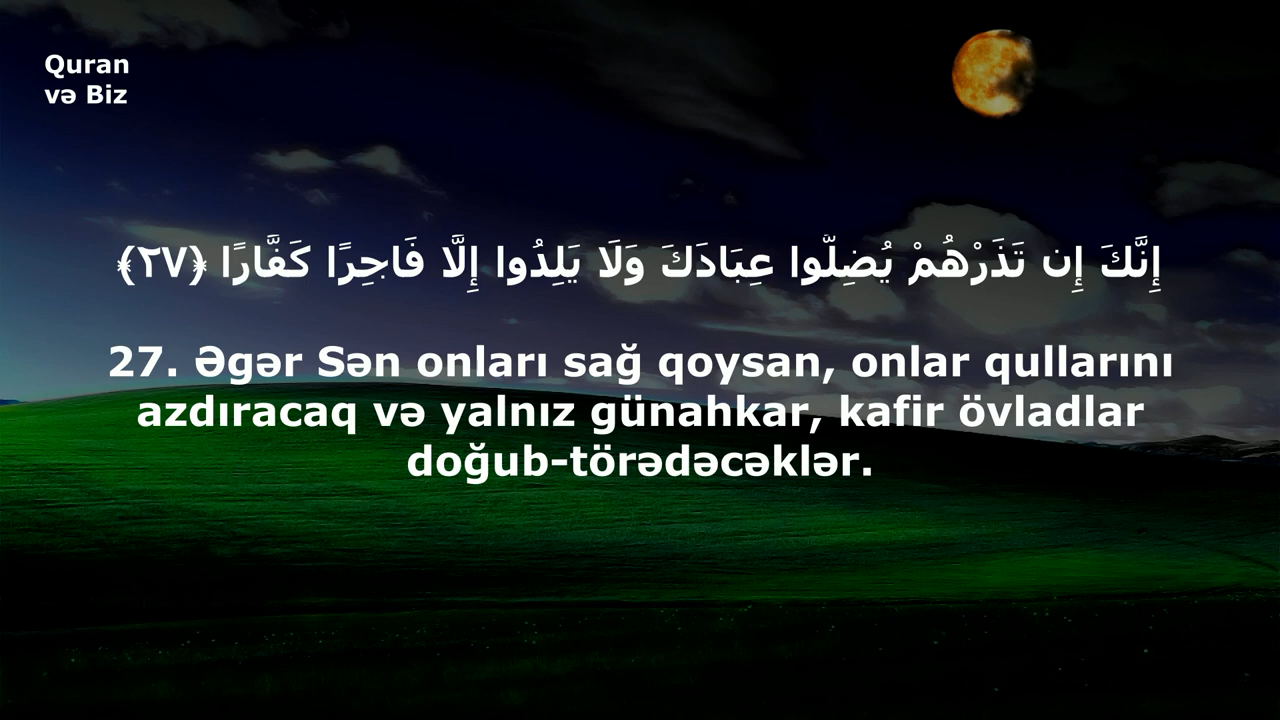 Quran
və Biz
إِنَّكَ إِن تَذَرْهُمْ يُضِلُّوا عِبَادَكَ وَلَا يَلِدُوا إِلَّا فَاجِرًا كَفَّارًا ﴿٢٧﴾
27. Əgər Sən onları sağ qoysan, onlar qullarını
azdıracaq və yalnız günahkar, kafir övladlar
doğub-törədəcəklər.